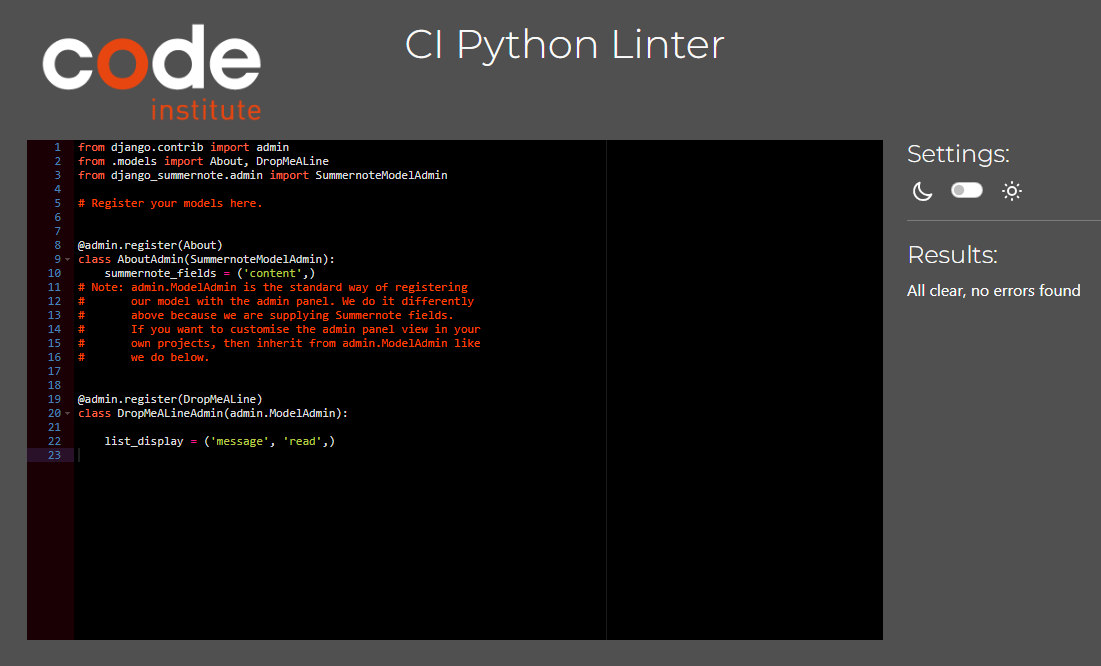 code
institute
CI Python Linter
1 from django.contrib import admin
2 from .models import About, DropMeALine
3 from django_summernote.admin import SummernoteModelAdmin
4
5 # Register your models here.
6
7
8 @admin.register(About)
9 class AboutAdmin(SummernoteModelAdmin):
10     summernote_fields = ('content',)
11 # Note: admin.ModelAdmin is the standard way of registering
12 #       our model with the admin panel. We do it differently
13 #       above because we are supplying Summernote fields.
14 #       If you want to customise the admin panel view in your
15 #       own projects, then inherit from admin.ModelAdmin like
16 #       we do below.
17
18
19 @admin.register(DropMeALine)
20 class DropMeALineAdmin(admin.ModelAdmin):
21
22     list_display = ('message', 'read',)
23
Settings:
Results:
All clear, no errors found